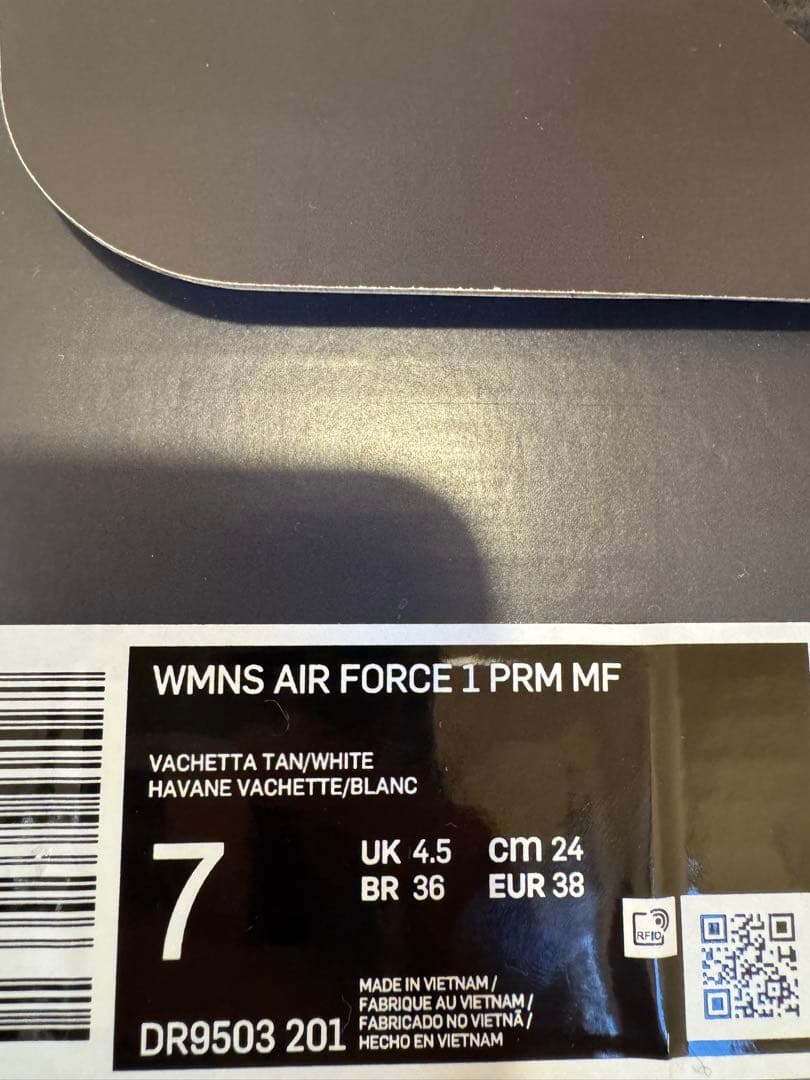 WMNS AIR FORCE 1 PRM MF
VACHETTA TAN/WHITE
HAVANE VACHETTE/BLANC
7
UK 4.5 cm 24
BR 36 EUR 38
RFID
MADE IN VIETNAM /
FABRIQUE AU VIETNAM /
FABRICADO NO VIETNÃ /
HECHO EN VIETNAM
DR9503 201